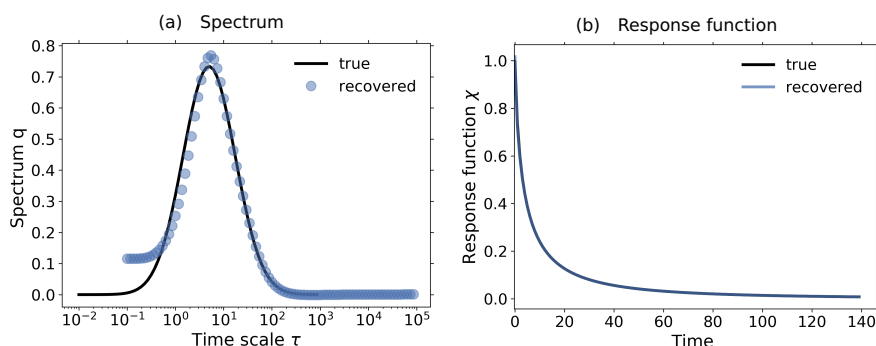 (a) Spectrum
0.8
0.7
0.6
0.5
0.4
0.3
0.2
0.1
0.0
Spectrum q
true
recovered
10⁻² 10⁻¹ 10⁰ 10¹ 10² 10³ 10⁴ 10⁵
Time scale τ
(b) Response function
1.0
0.8
0.6
0.4
0.2
0.0
Response function χ
true
recovered
0 20 40 60 80 100 120 140
Time